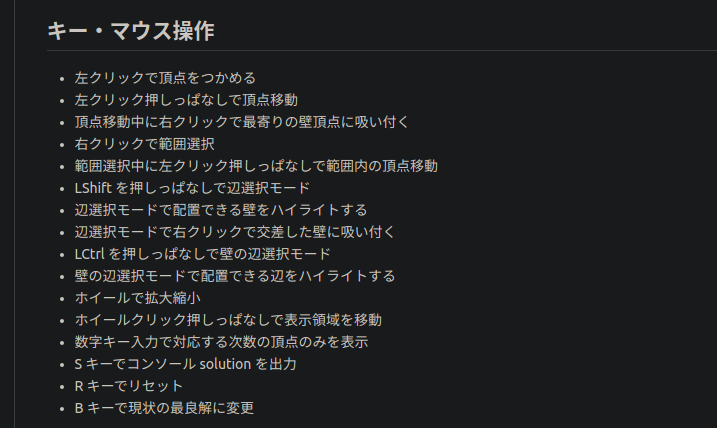 キー・マウス操作
左クリックで頂点をつかめる
左クリック押しっぱなしで頂点移動
頂点移動中に右クリックで最寄りの壁頂点に吸い付く
右クリックで範囲選択
範囲選択中に左クリック押しっぱなしで範囲内の頂点移動
LShift を押しっぱなしで辺選択モード
辺選択モードで配置できる壁をハイライトする
辺選択モードで右クリックで交差した壁に吸い付く
LCtrl を押しっぱなしで壁の辺選択モード
壁の辺選択モードで配置できる辺をハイライトする
ホイールで拡大縮小
ホイールクリック押しっぱなしで表示領域を移動
数字キー入力で対応する次数の頂点のみを表示
S キーでコンソール solution を出力
R キーでリセット
B キーで現状の最良解に変更